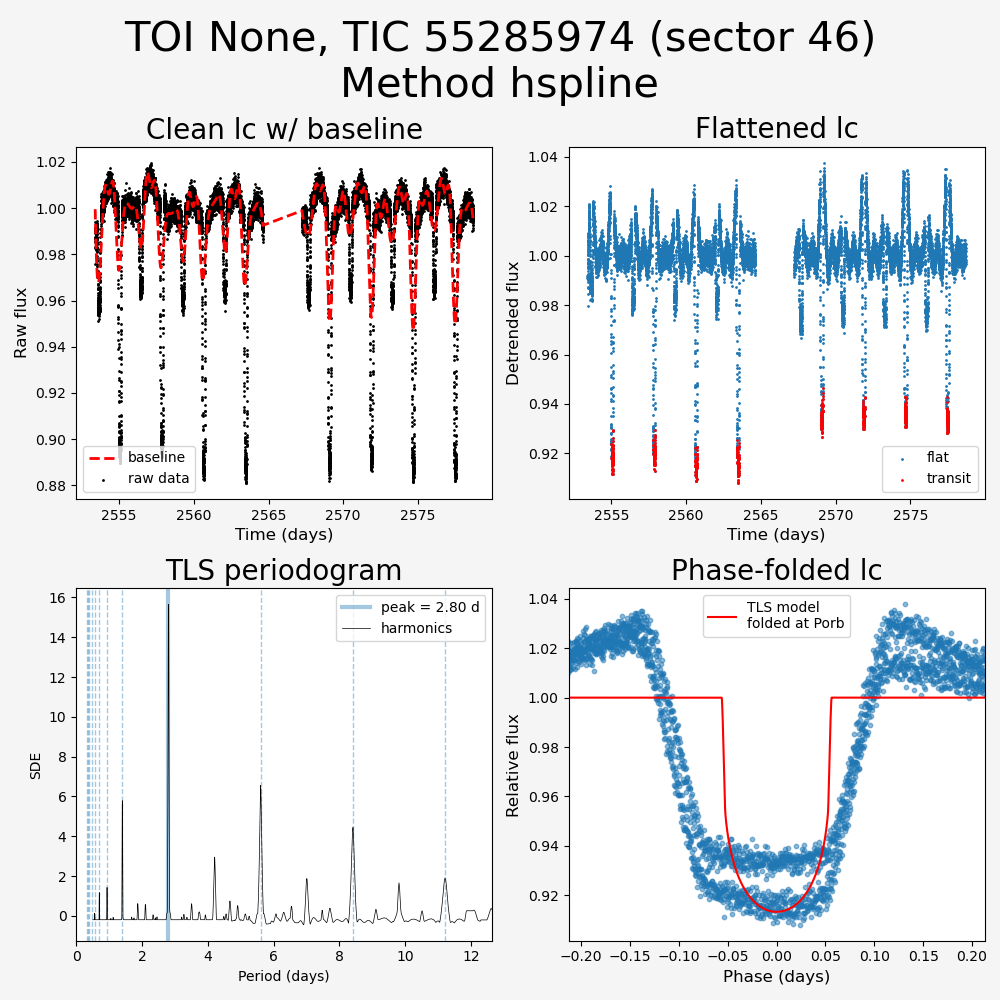 TOI None, TIC 55285974 (sector 46)
Method hspline
Clean lc w/ baseline
Raw flux
1.02
1.00
0.98
0.96
0.94
0.92
0.90
0.88
baseline
raw data
2555
2560
2565
2570
2575
Time (days)
Flattened lc
Detrended flux
1.04
1.02
1.00
0.98
0.96
0.94
0.92
flat
transit
2555
2560
2565
2570
2575
Time (days)
TLS periodogram
SDE
16
14
12
10
8
6
4
2
0
peak = 2.80 d
harmonics
0
2
4
6
8
10
12
Period (days)
Phase-folded lc
Relative flux
1.04
1.02
1.00
0.98
0.96
0.94
0.92
TLS model
folded at Porb
−0.20
−0.15
−0.10
−0.05
0.00
0.05
0.10
0.15
0.20
Phase (days)